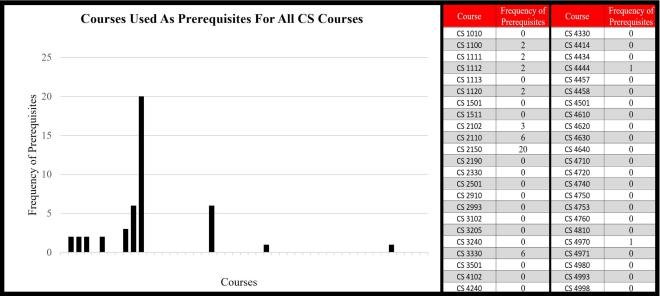 Courses Used As Prerequisites For All CS Courses
Frequency of Prerequisites
25
20
15
10
5
0
Courses
Course Frequency of Prerequisites Course Frequency of Prerequisites
CS 1010 0 CS 4330 0
CS 1100 2 CS 4414 0
CS 1111 2 CS 4434 0
CS 1112 2 CS 4444 1
CS 1113 0 CS 4457 0
CS 1120 2 CS 4458 0
CS 1501 0 CS 4501 0
CS 1511 0 CS 4610 0
CS 2102 3 CS 4620 0
CS 2110 6 CS 4630 0
CS 2150 20 CS 4640 0
CS 2190 0 CS 4710 0
CS 2330 0 CS 4720 0
CS 2501 0 CS 4740 0
CS 2910 0 CS 4750 0
CS 2993 0 CS 4753 0
CS 3102 0 CS 4760 0
CS 3205 0 CS 4810 0
CS 3240 0 CS 4970 1
CS 3330 6 CS 4971 0
CS 3501 0 CS 4980 0
CS 4102 0 CS 4993 0
CS 4240 0 CS 4998 0